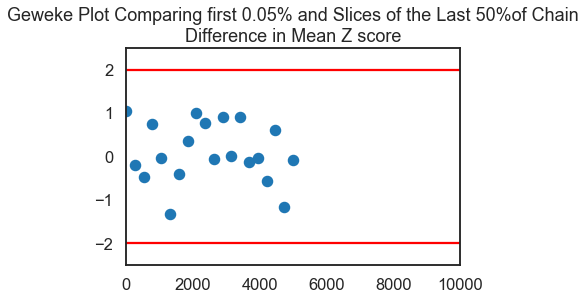 Geweke Plot Comparing first 0.05% and Slices of the Last 50%of Chain
Difference in Mean Z score
2
1
0
−1
−2
0 2000 4000 6000 8000 10000